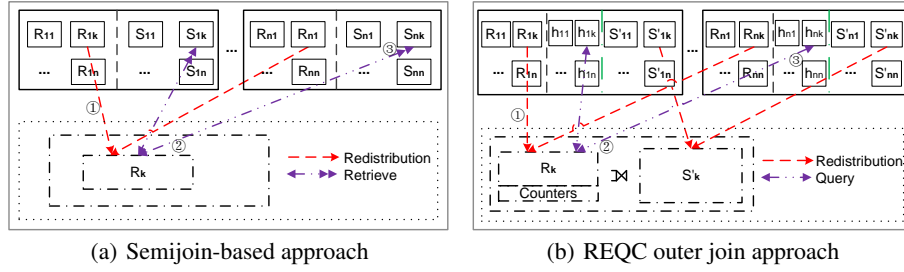 R11 R1k S11 S1k ... Rn1 Rn1 Sn1 Snk
... R1n ... S1n ... Rnn ... Snn
③
①
②
Rk
Redistribution
Retrieve
(a) Semijoin-based approach
R11 R1k h11 h1k S'11 S'1k ... Rn1 Rnk hn1 hnk S'n1 S'nk
... R1n ... h1n ... S'1n ... Rnn ... hnn ... S'nn
③
①
②
Rk
Counters
⟕
S'k
Redistribution
Query
(b) REQC outer join approach